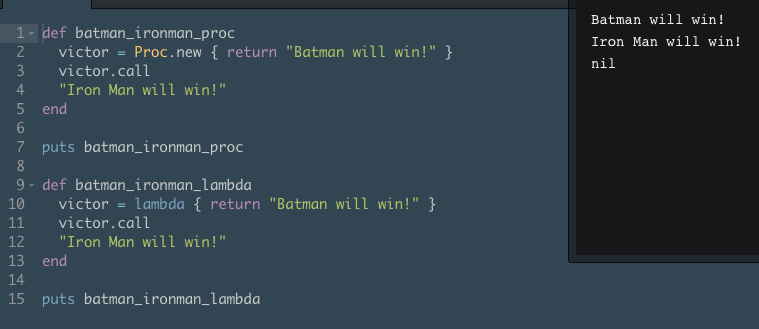 1 def batman_ironman_proc
2   victor = Proc.new { return "Batman will win!" }
3   victor.call
4   "Iron Man will win!"
5 end
6
7 puts batman_ironman_proc
8
9 def batman_ironman_lambda
10   victor = lambda { return "Batman will win!" }
11   victor.call
12   "Iron Man will win!"
13 end
14
15 puts batman_ironman_lambda
Batman will win!
Iron Man will win!
nil